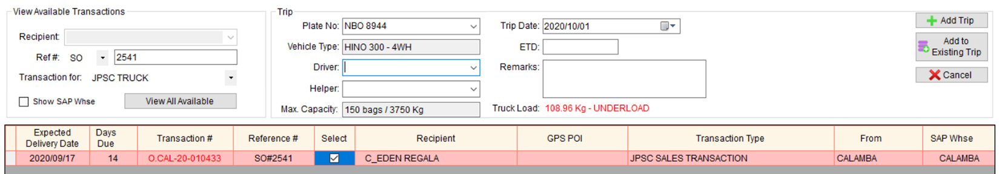 View Available Transactions
Recipient:
Ref #: SO 2541
Transaction for: JPSC TRUCK
Show SAP Whse View All Available
Trip
Plate No: NBO 8944
Vehicle Type: HINO 300 - 4WH
Driver:
Helper:
Max. Capacity: 150 bags / 3750 Kg
Trip Date: 2020/10/01
ETD:
Remarks:
Truck Load: 108.96 Kg - UNDERLOAD
Add Trip
Add to
Existing Trip
Cancel
Expected Delivery Date Days Due Transaction # Reference # Select Recipient GPS POI Transaction Type From SAP Whse
2020/09/17 14 O.CAL-20-010433 SO#2541 C_EDEN REGALA JPSC SALES TRANSACTION CALAMBA CALAMBA